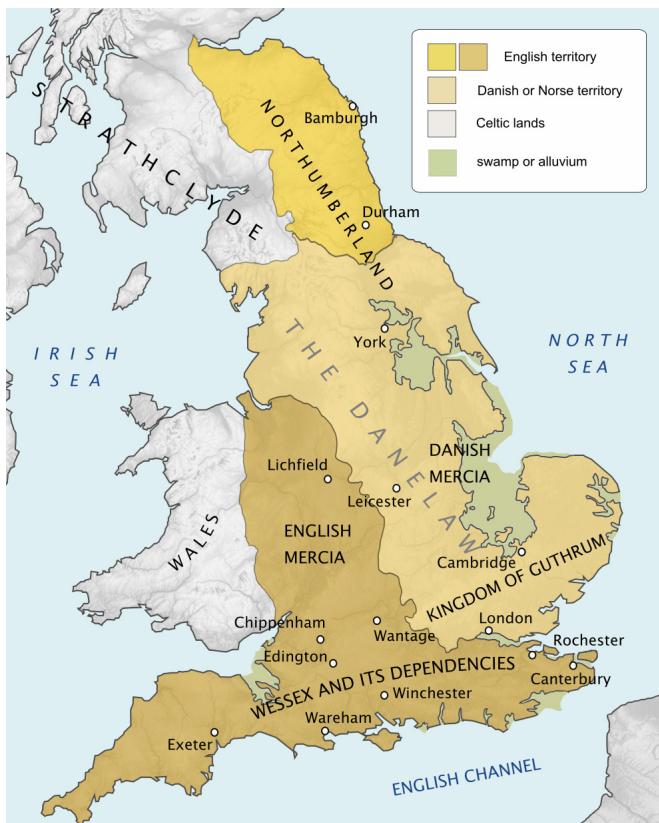 English territory
Danish or Norse territory
Celtic lands
swamp or alluvium
STRATHCLYDE
NORTHUMBERLAND
Bamburgh
Durham
York
IRISH
SEA
NORTH
SEA
THE DANELAW
DANISH
MERCIA
Lichfield
Leicester
ENGLISH
MERCIA
WALES
Cambridge
KINGDOM OF GUTHRUM
Chippenham
Wantage
London
Rochester
Edington
Canterbury
WESSEX AND ITS DEPENDENCIES
Winchester
Wareham
Exeter
ENGLISH CHANNEL